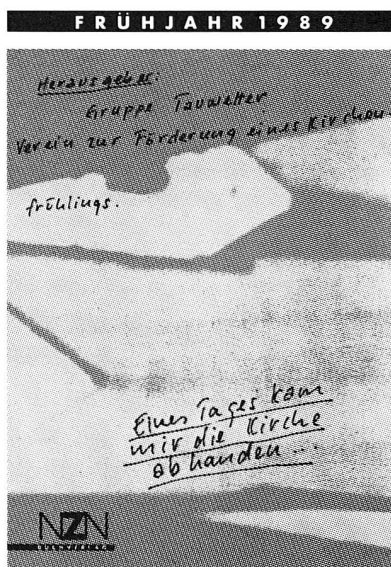 FRÜHJAHR 1989
Herausgeber:
Gruppe Tauwetter
Verein zur Förderung eines Kirchen-
frühlings.
Eines Tages kam
mir die Kirche
abhanden...
NZN
BUCHVERLAG